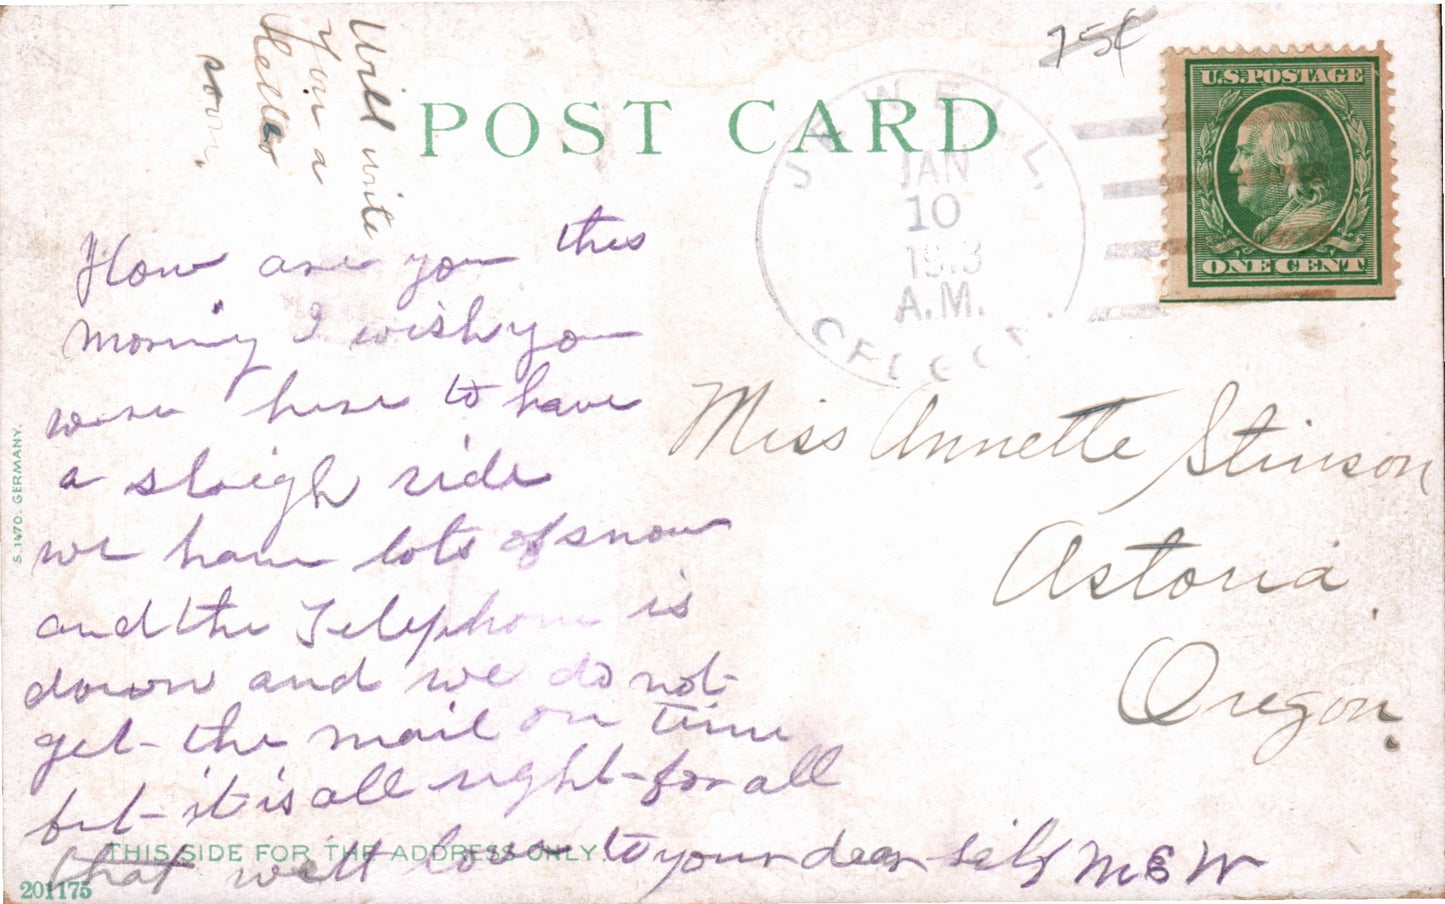 Will write
you a
letter
soon.
75¢
POST CARD
JEWELL
JAN
10
1913
A.M.
OREGON
U.S. POSTAGE
ONE CENT
How are you this
morning I wish you
were here to have
a sleigh ride
we have lots of snow
and the Telephone is
down and we do not
get the mail on time
but it is all right for all
that well love to your dear self M E W
Miss Annette Stinson
Astoria
Oregon.
S. 1470. GERMANY.
THIS SIDE FOR THE ADDRESS ONLY.
201175